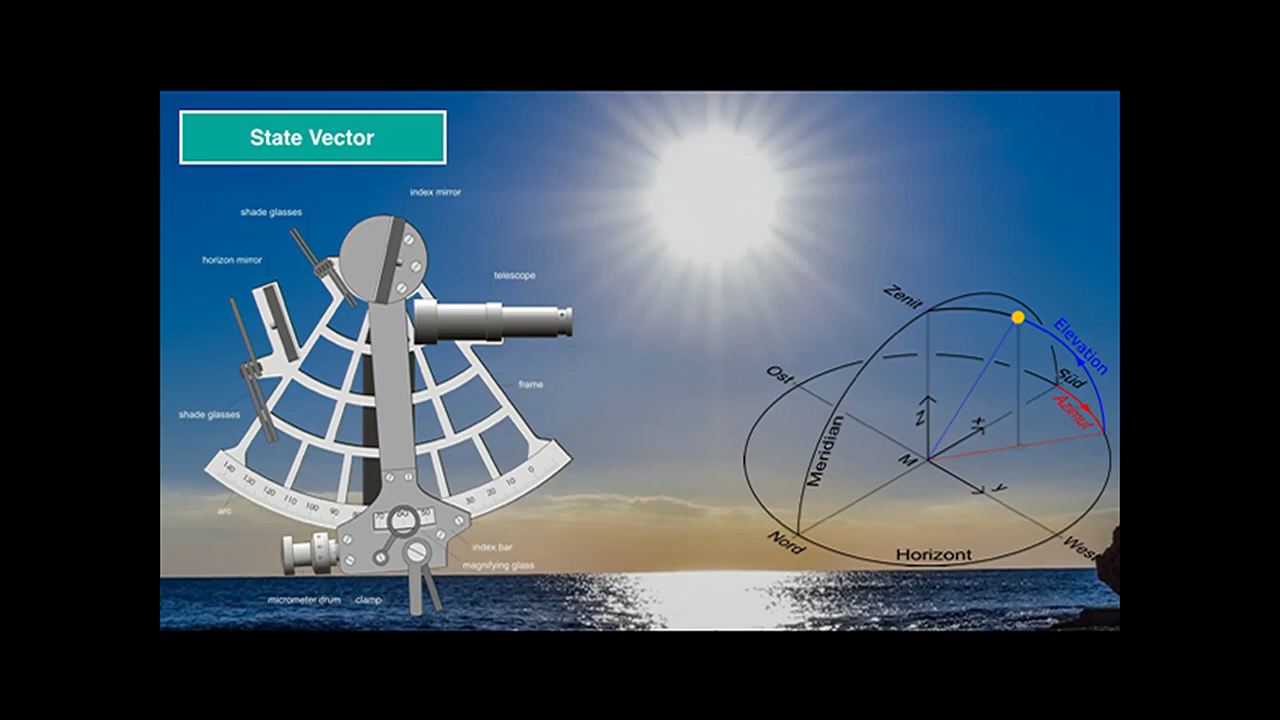 State Vector
index mirror
shade glasses
horizon mirror
telescope
frame
shade glasses
140
130
120
110
100
90
30
20
10
0
arc
index bar
magnifying glass
micrometer drum
clamp
Zenit
Elevation
Ost
Süd
Azimut
Z
x
Meridian
M
y
Nord
Horizont